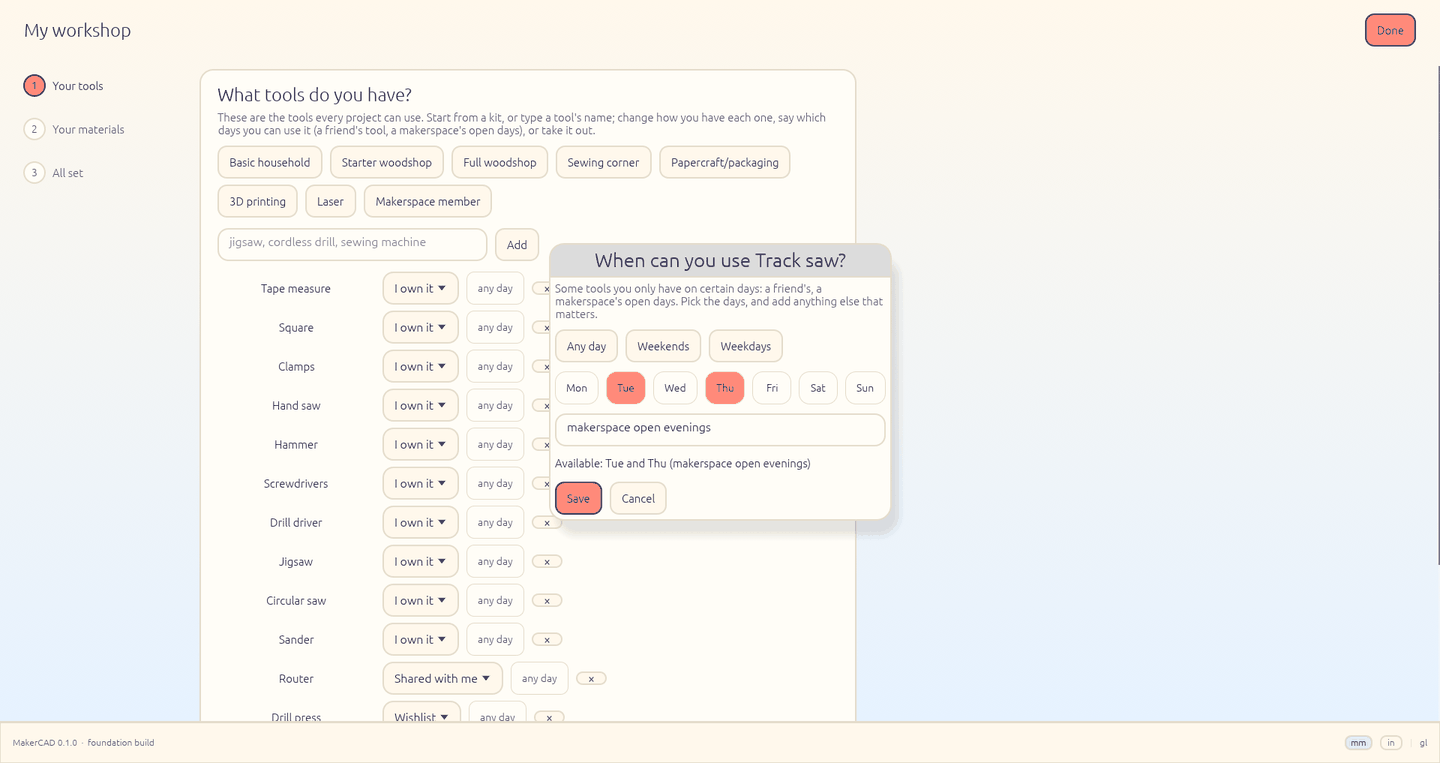 My workshop
Done
1 Your tools
2 Your materials
3 All set
What tools do you have?
These are the tools every project can use. Start from a kit, or type a tool's name; change how you have each one, say which
days you can use it (a friend's tool, a makerspace's open days), or take it out.
Basic household Starter woodshop Full woodshop Sewing corner Papercraft/packaging
3D printing Laser Makerspace member
jigsaw, cordless drill, sewing machine Add
Tape measure I own it any day x
Square I own it any day x
Clamps I own it any day x
Hand saw I own it any day x
Hammer I own it any day x
Screwdrivers I own it any day x
Drill driver I own it any day x
Jigsaw I own it any day x
Circular saw I own it any day x
Sander I own it any day x
Router Shared with me any day x
Drill press Wishlist any day x
When can you use Track saw?
Some tools you only have on certain days: a friend's, a
makerspace's open days. Pick the days, and add anything else that
matters.
Any day Weekends Weekdays
Mon Tue Wed Thu Fri Sat Sun
makerspace open evenings
Available: Tue and Thu (makerspace open evenings)
Save Cancel
MakerCAD 0.1.0 · foundation build
mm in gl